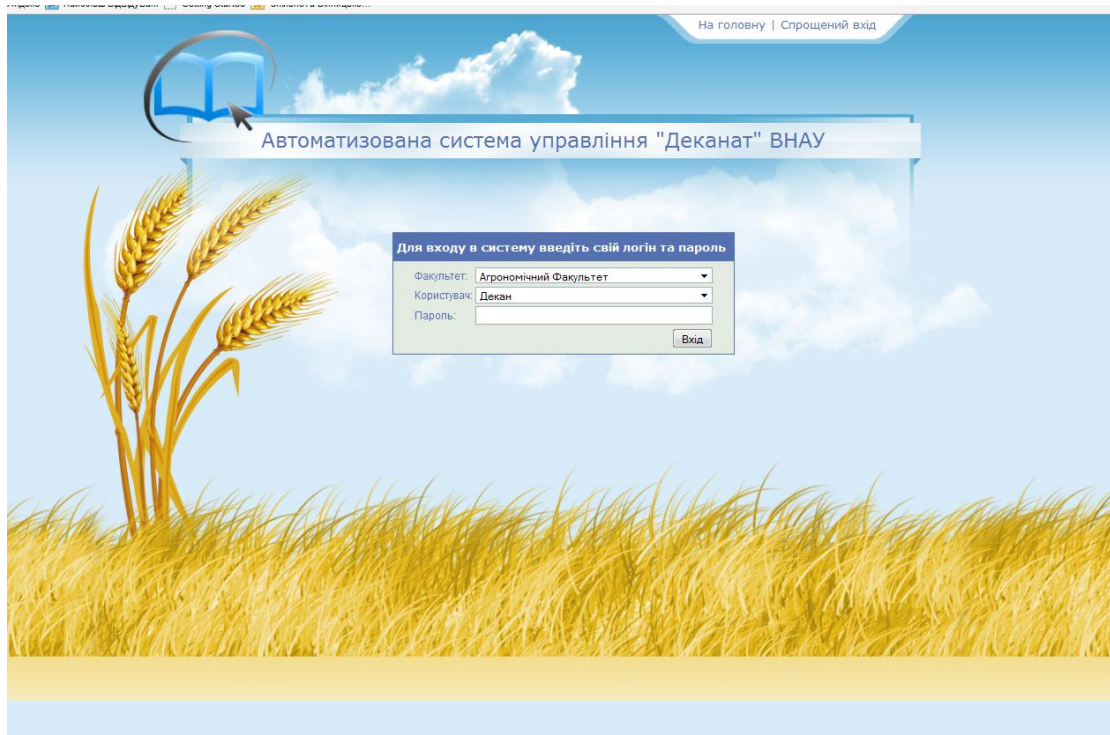 На головну | Спрощений вхід
Автоматизована система управління "Деканат" ВНАУ
Для входу в систему введіть свій логін та пароль
Факультет: Агрономічний Факультет
Користувач: Декан
Пароль:
Вхід